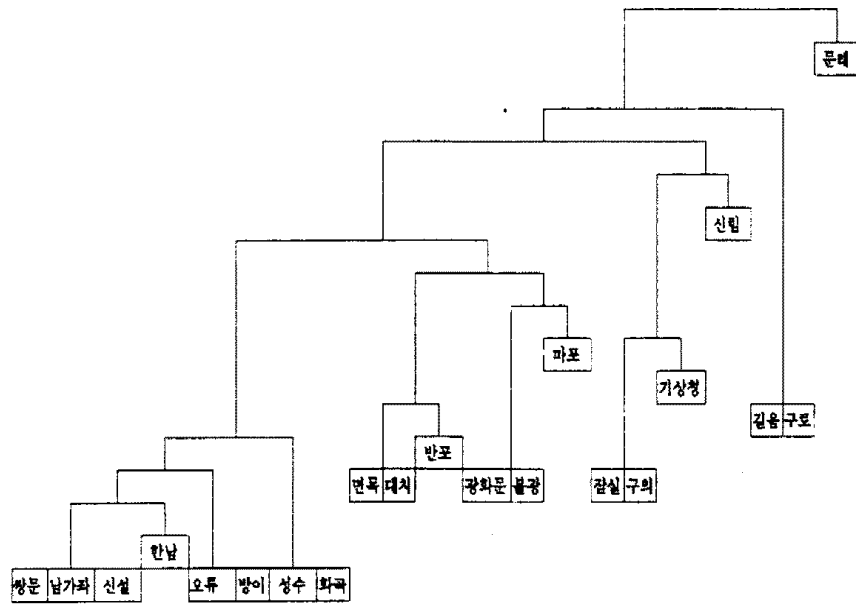 문래
신림
마포
기상청
길음 구로
반포
면목 대치 광화문 불광 잠실 구의
한남
쌍문 남가좌 신설 오류 방이 성수 화곡